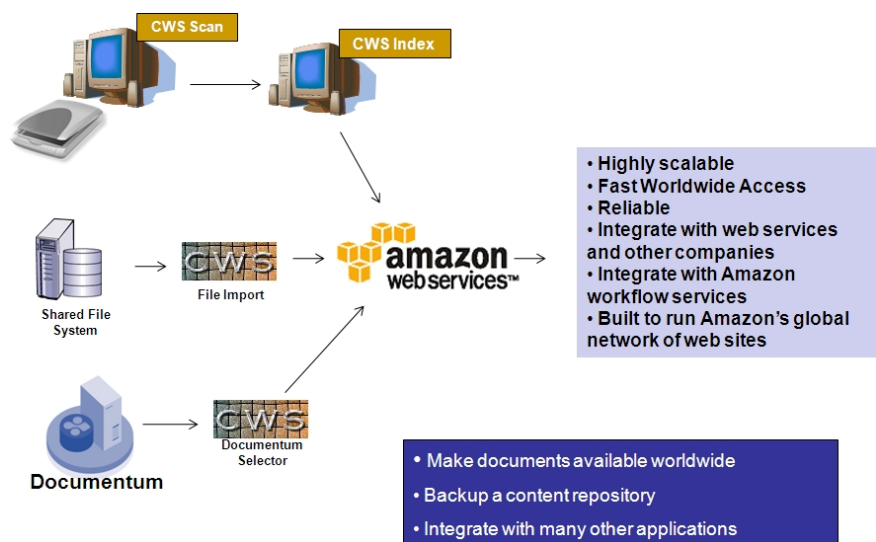 CWS Scan
CWS Index
• Highly scalable
• Fast Worldwide Access
• Reliable
• Integrate with web services
and other companies
• Integrate with Amazon
workflow services
• Built to run Amazon's global
network of web sites
amazon
webservices™
CWS
File Import
Shared File
System
CWS
Documentum
Selector
Documentum
• Make documents available worldwide
• Backup a content repository
• Integrate with many other applications